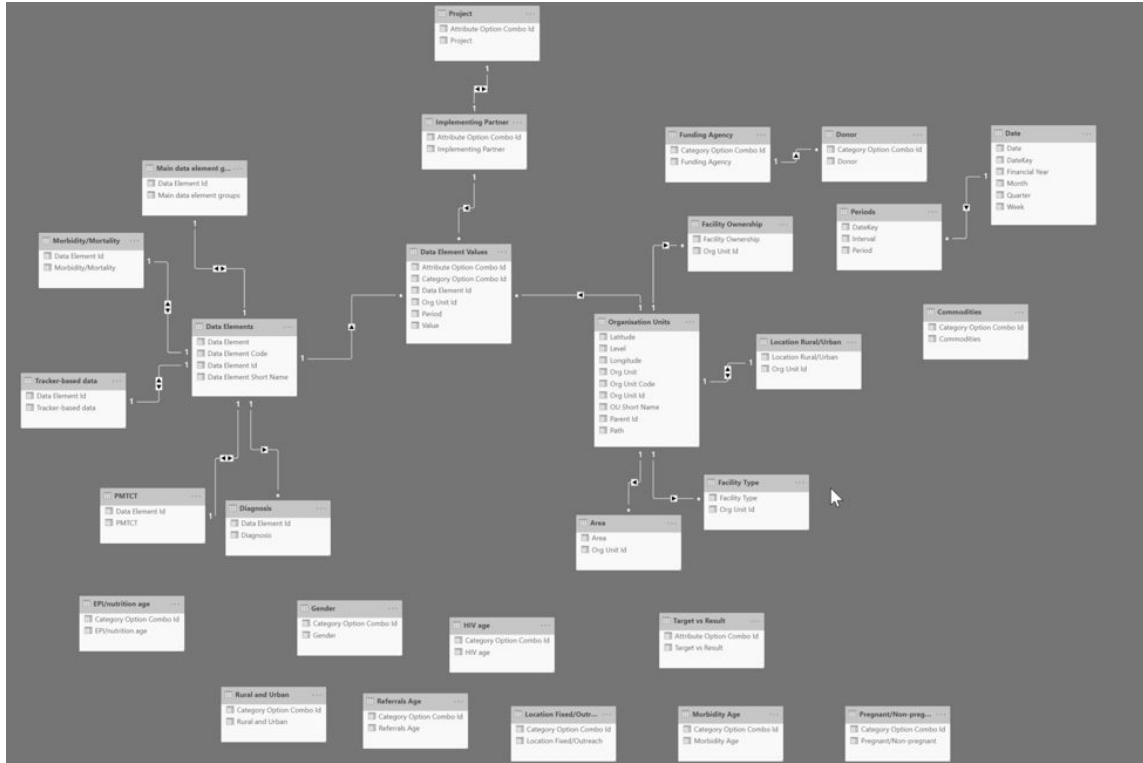 Project
Attribute Option Combo Id
Project
Implementing Partner
Attribute Option Combo Id
Implementing Partner
Funding Agency
Category Option Combo Id
Funding Agency
Donor
Category Option Combo Id
Donor
Date
Date
DateKey
Financial Year
Month
Quarter
Week
Main data element g...
Data Element Id
Main data element groups
Periods
DateKey
Interval
Period
Facility Ownership
Facility Ownership
Org Unit Id
Morbidity/Mortality
Data Element Id
Morbidity/Mortality
Data Element Values
Attribute Option Combo Id
Category Option Combo Id
Data Element Id
Org Unit Id
Period
Value
Data Elements
Data Element
Data Element Code
Data Element Id
Data Element Short Name
Organisation Units
Latitude
Level
Longitude
Org Unit
Org Unit Code
Org Unit Id
OU Short Name
Parent Id
Path
Commodities
Category Option Combo Id
Commodities
Location Rural/Urban
Location Rural/Urban
Org Unit Id
Tracker-based data
Data Element Id
Tracker-based data
Facility Type
Facility Type
Org Unit Id
PMTCT
Data Element Id
PMTCT
Diagnosis
Data Element Id
Diagnosis
Area
Area
Org Unit Id
EPI/nutrition age
Category Option Combo Id
EPI/nutrition age
Gender
Category Option Combo Id
Gender
HIV age
Category Option Combo Id
HIV age
Target vs Result
Attribute Option Combo Id
Target vs Result
Rural and Urban
Category Option Combo Id
Rural and Urban
Referrals Age
Category Option Combo Id
Referrals Age
Location Fixed/Outr...
Category Option Combo Id
Location Fixed/Outreach
Morbidity Age
Category Option Combo Id
Morbidity Age
Pregnant/Non-preg...
Category Option Combo Id
Pregnant/Non-pregnant